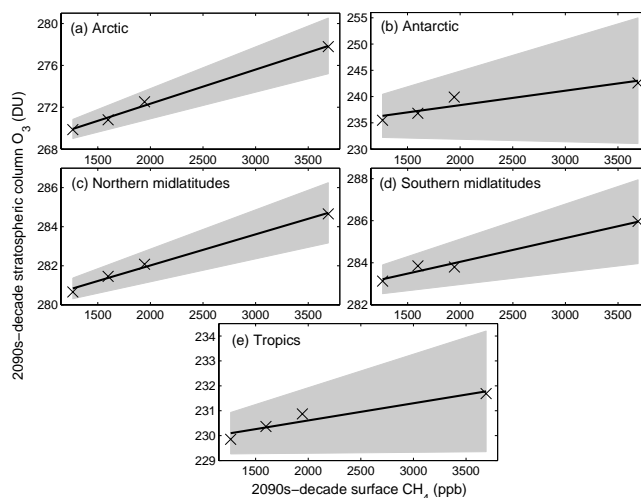 2090s−decade stratospheric column O3 (DU)
(a) Arctic
280
276
272
268
1500 2000 2500 3000 3500
(b) Antarctic
255
250
245
240
235
230
1500 2000 2500 3000 3500
(c) Northern midlatitudes
286
284
282
280
1500 2000 2500 3000 3500
(d) Southern midlatitudes
288
286
284
282
1500 2000 2500 3000 3500
(e) Tropics
234
233
232
231
230
229
1500 2000 2500 3000 3500
2090s−decade surface CH4 (ppb)